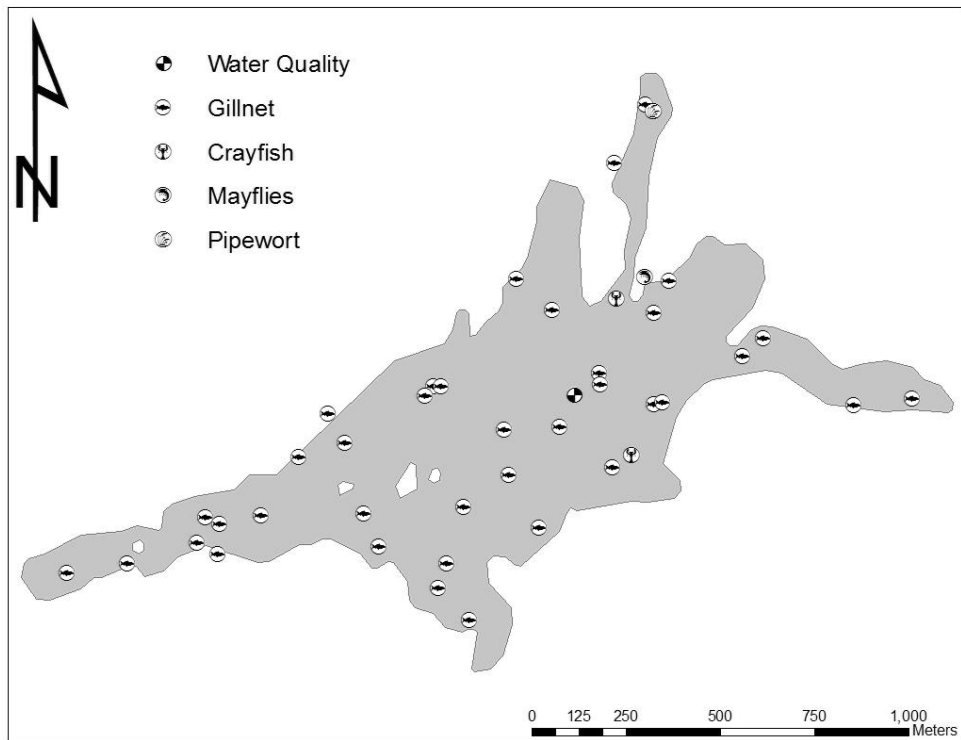 N
Water Quality
Gillnet
Crayfish
Mayflies
Pipewort
0 125 250 500 750 1,000
Meters